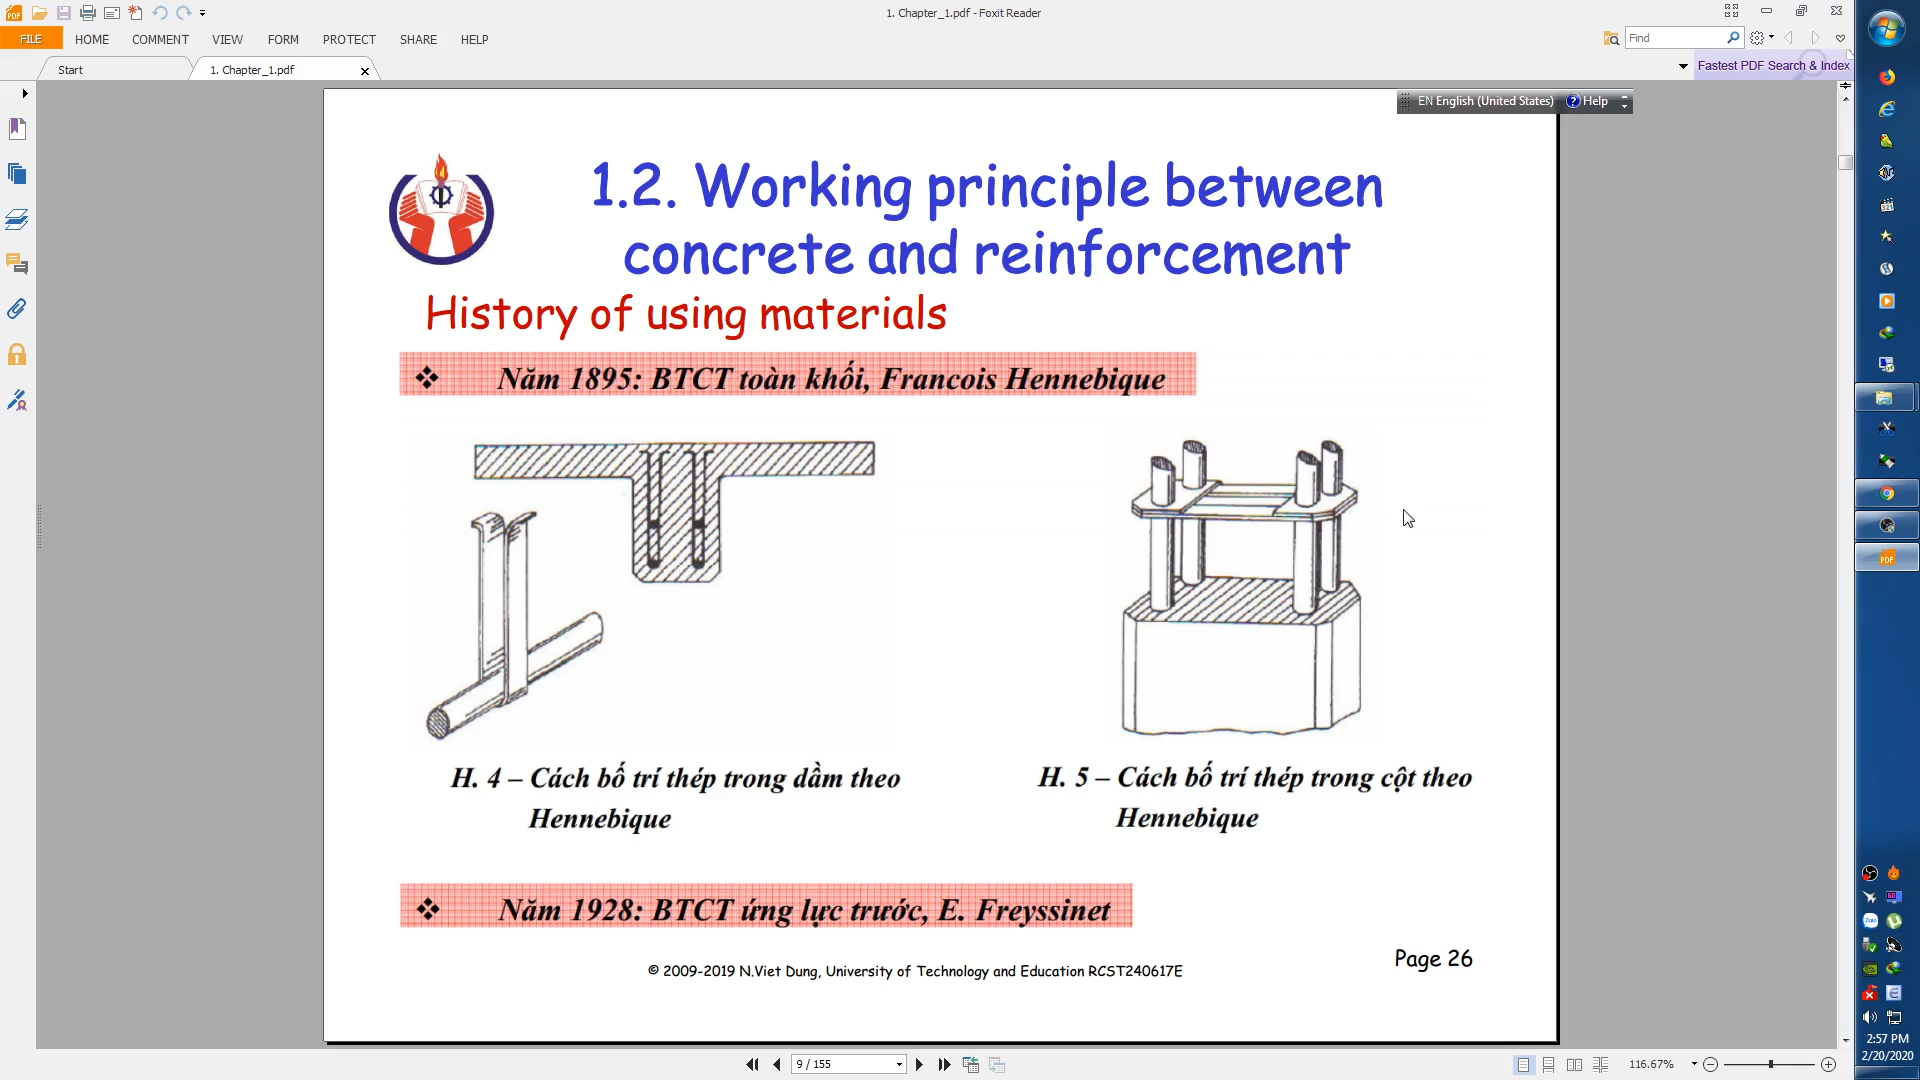 1. Chapter_1.pdf - Foxit Reader
FILE HOME COMMENT VIEW FORM PROTECT SHARE HELP
Find
Start
1. Chapter_1.pdf
Fastest PDF Search & Index
EN English (United States) Help
1.2. Working principle between
concrete and reinforcement
History of using materials
Năm 1895: BTCT toàn khối, Francois Hennebique
H. 4 – Cách bố trí thép trong dầm theo
Hennebique
H. 5 – Cách bố trí thép trong cột theo
Hennebique
Năm 1928: BTCT ứng lực trước, E. Freyssinet
Page 26
© 2009-2019 N.Viet Dung, University of Technology and Education RCST240617E
9 / 155
116.67%
2:57 PM
2/20/2020